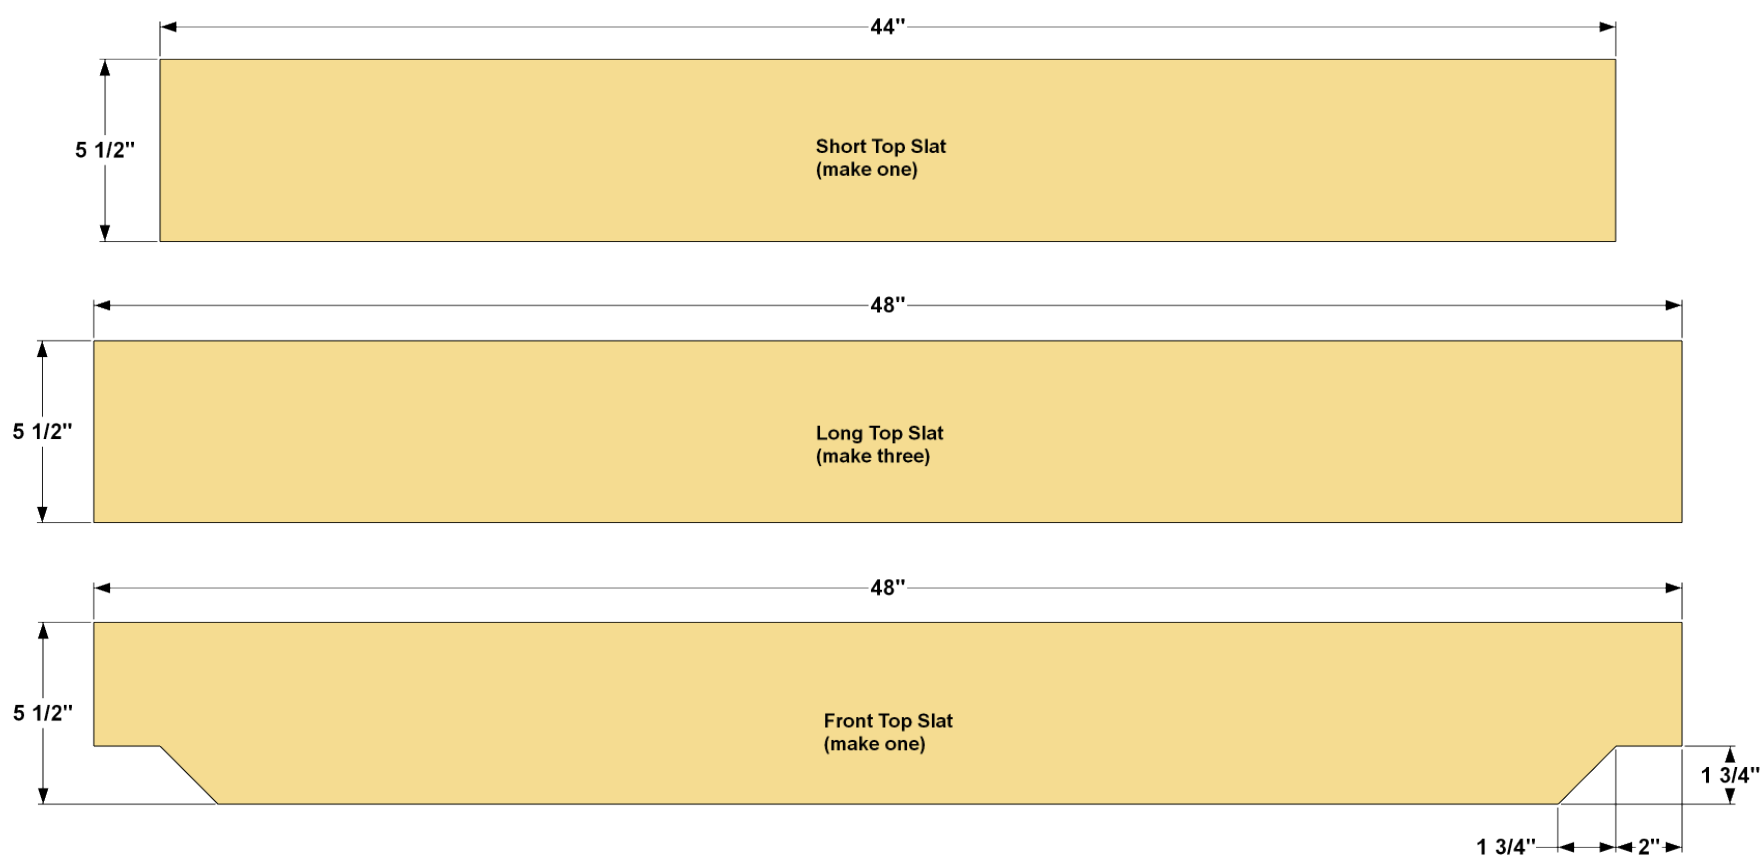 44"
5 1/2"
Short Top Slat
(make one)
48"
5 1/2"
Long Top Slat
(make three)
48"
5 1/2"
Front Top Slat
(make one)
1 3/4"
1 3/4"
2"